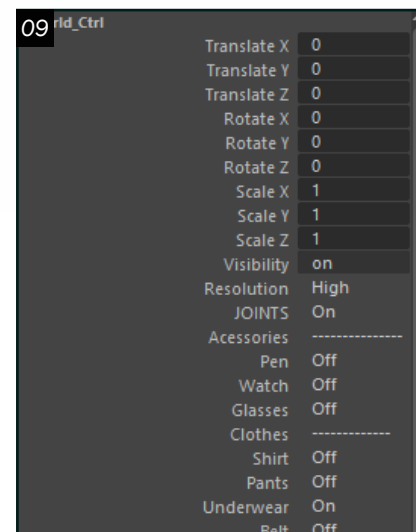 09 rld_Ctrl
Translate X 0
Translate Y 0
Translate Z 0
Rotate X 0
Rotate Y 0
Rotate Z 0
Scale X 1
Scale Y 1
Scale Z 1
Visibility on
Resolution High
JOINTS On
Acessories ---------------
Pen Off
Watch Off
Glasses Off
Clothes -------------
Shirt Off
Pants Off
Underwear On
Belt Off